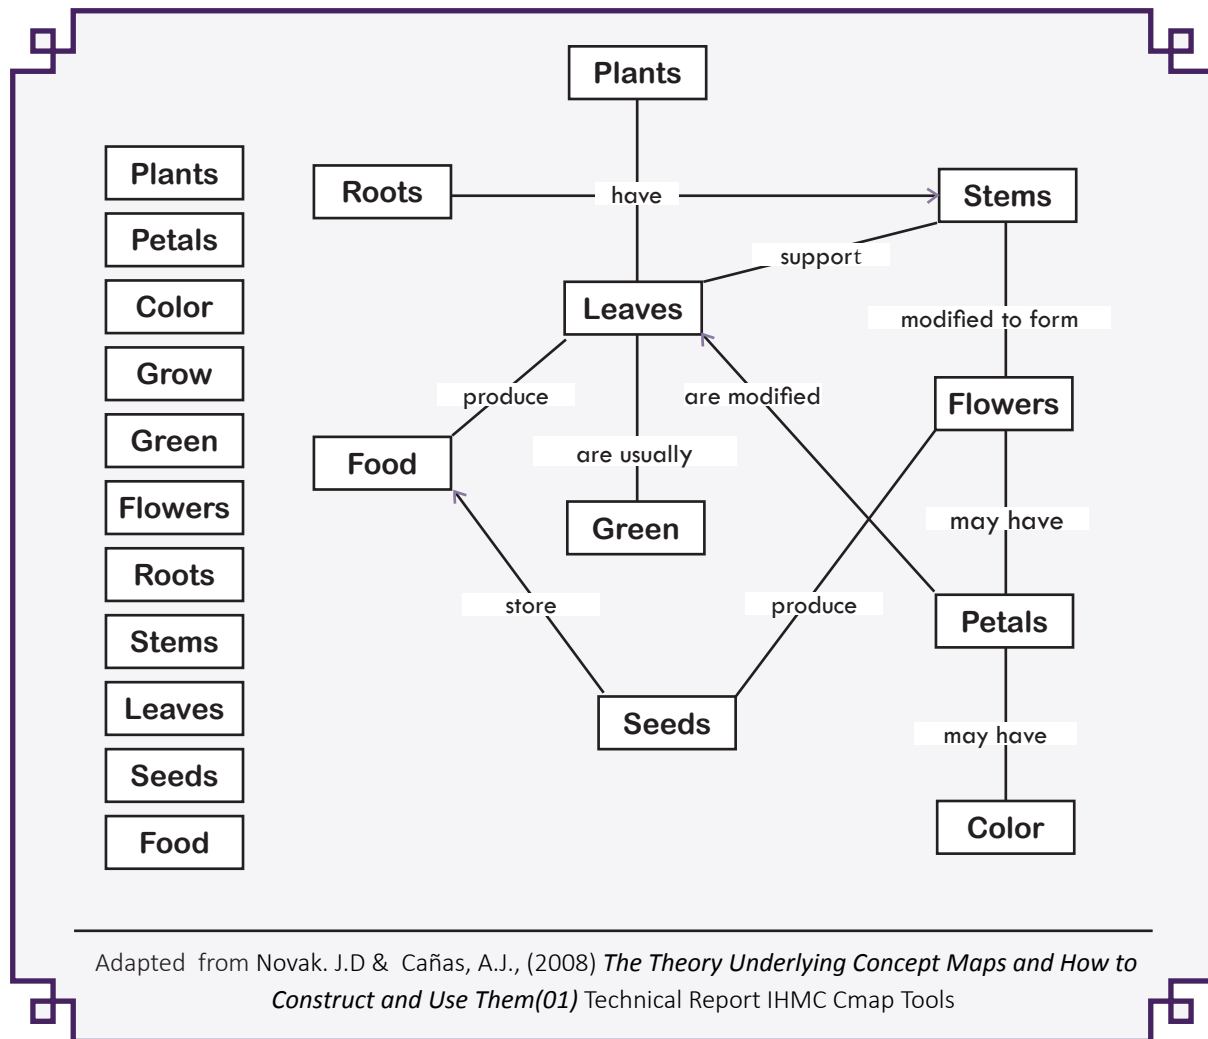 Plants
Petals
Color
Grow
Green
Flowers
Roots
Stems
Leaves
Seeds
Food
Plants
Roots
have
Stems
support
Leaves
modified to form
produce
are modified
Flowers
Food
are usually
Green
may have
store
produce
Petals
Seeds
may have
Color
Adapted from Novak. J.D & Cañas, A.J., (2008) The Theory Underlying Concept Maps and How to
Construct and Use Them(01) Technical Report IHMC Cmap Tools